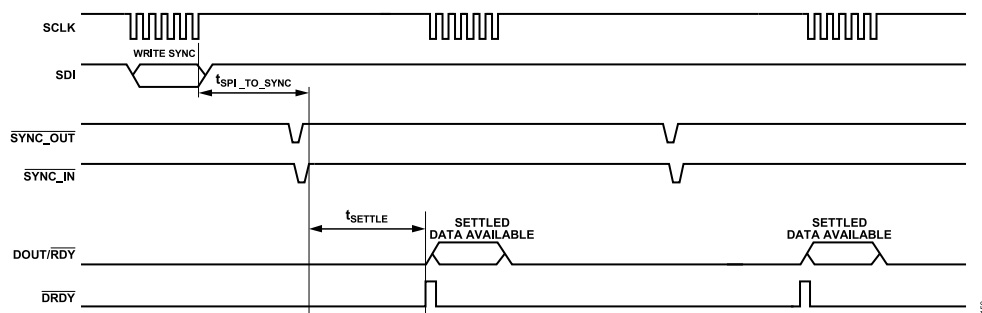 SCLK
WRITE SYNC
SDI
tSPI_TO_SYNC
SYNC_OUT
SYNC_IN
tSETTLE
SETTLED
DATA AVAILABLE
SETTLED
DATA AVAILABLE
DOUT/RDY
DRDY